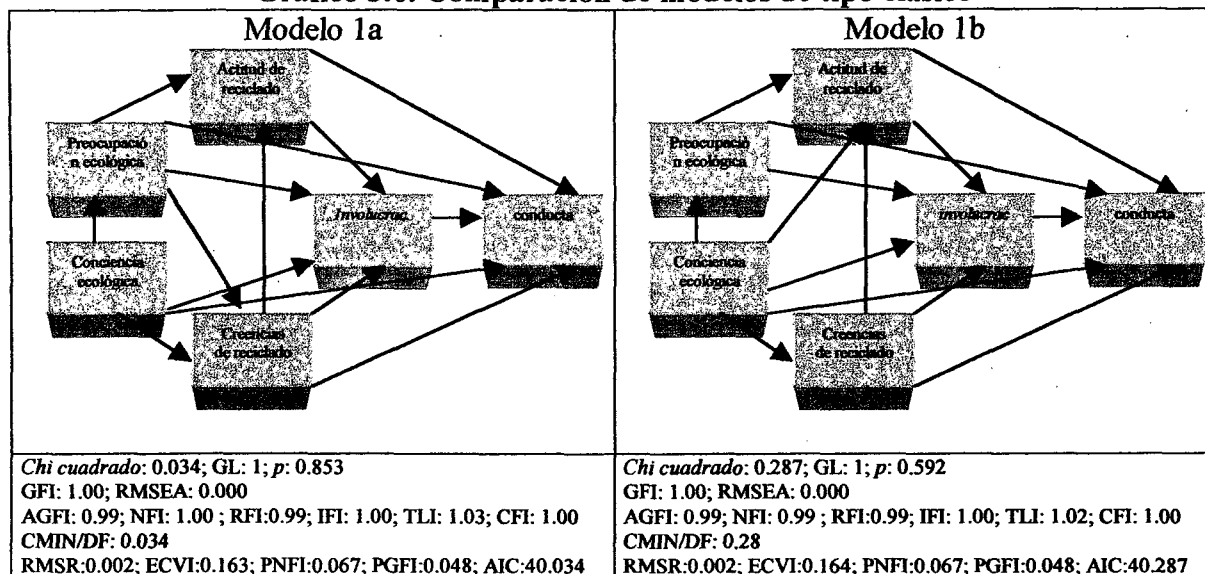 Modelo 1a
Actitud de
reciclado
Preocupació
n ecológica
Involucrac
conducta
Conciencia
ecológica
Creencias
de reciclado
Chi cuadrado: 0.034; GL: 1; p: 0.853
GFI: 1.00; RMSEA: 0.000
AGFI: 0.99; NFI: 1.00 ; RFI:0.99; IFI: 1.00; TLI: 1.03; CFI: 1.00
CMIN/DF: 0.034
RMSR:0.002; ECVI:0.163; PNFI:0.067; PGFI:0.048; AIC:40.034
Modelo 1b
Actitud de
reciclado
Preocupació
n ecológica
involucrac
conducta
Conciencia
ecológica
Creencias
de reciclado
Chi cuadrado: 0.287; GL: 1; p: 0.592
GFI: 1.00; RMSEA: 0.000
AGFI: 0.99; NFI: 0.99 ; RFI:0.99; IFI: 1.00; TLI: 1.02; CFI: 1.00
CMIN/DF: 0.28
RMSR:0.002; ECVI:0.164; PNFI:0.067; PGFI:0.048; AIC:40.287